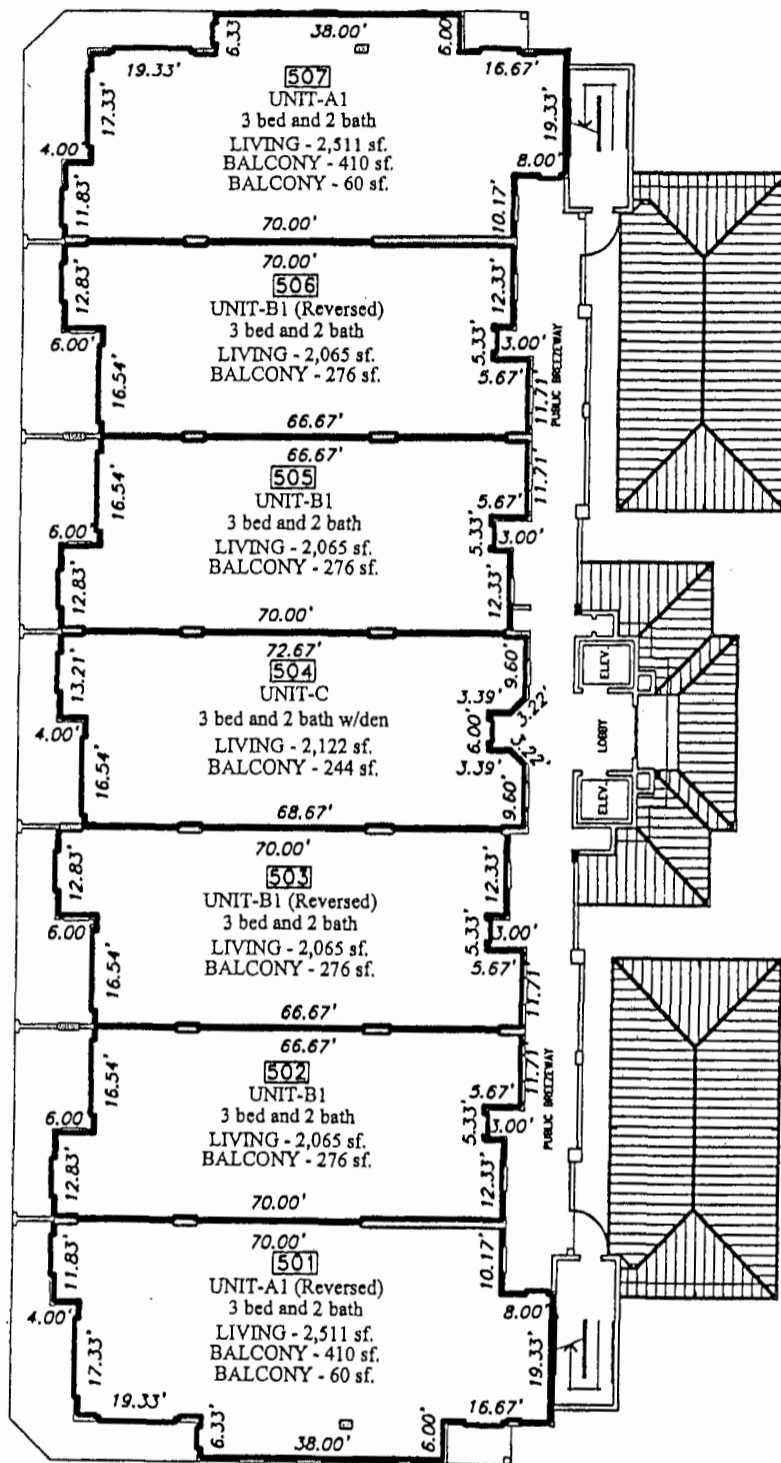 38.00'
6.33
6.00'
19.33'
16.67'
507
UNIT-A1
3 bed and 2 bath
LIVING - 2,511 sf.
BALCONY - 410 sf.
BALCONY - 60 sf.
17.33'
19.33'
4.00'
8.00'
11.83'
10.17'
70.00'
70.00'
506
UNIT-B1 (Reversed)
3 bed and 2 bath
LIVING - 2,065 sf.
BALCONY - 276 sf.
12.83'
12.33'
6.00'
5.33'
3.00'
5.67'
16.54'
11.71'
PUBLIC BREEZEWAY
66.67'
66.67'
505
UNIT-B1
3 bed and 2 bath
LIVING - 2,065 sf.
BALCONY - 276 sf.
16.54'
11.71'
5.67'
6.00'
5.33'
3.00'
12.83'
12.33'
70.00'
72.67'
504
UNIT-C
3 bed and 2 bath w/den
LIVING - 2,122 sf.
BALCONY - 244 sf.
13.21'
9.60'
ELEV.
3.39'
3.22'
4.00'
6.00'
LOBBY
3.22'
3.39'
16.54'
9.60'
ELEV.
68.67'
70.00'
503
UNIT-B1 (Reversed)
3 bed and 2 bath
LIVING - 2,065 sf.
BALCONY - 276 sf.
12.83'
12.33'
6.00'
5.33'
3.00'
5.67'
16.54'
11.71'
66.67'
66.67'
502
UNIT-B1
3 bed and 2 bath
LIVING - 2,065 sf.
BALCONY - 276 sf.
16.54'
11.71'
5.67'
6.00'
5.33'
3.00'
PUBLIC BREEZEWAY
12.83'
12.33'
70.00'
70.00'
501
UNIT-A1 (Reversed)
3 bed and 2 bath
LIVING - 2,511 sf.
BALCONY - 410 sf.
BALCONY - 60 sf.
11.83'
10.17'
4.00'
8.00'
17.33'
19.33'
19.33'
16.67'
6.33'
6.00'
38.00'